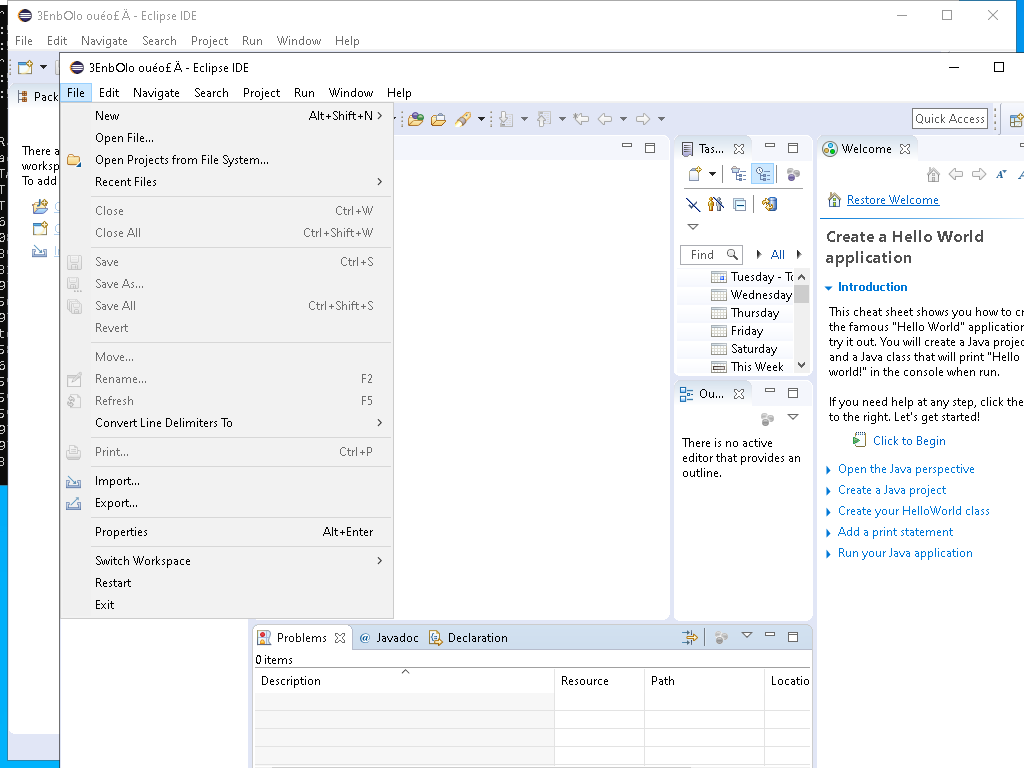 3EnbOlo ouéo£ Ä - Eclipse IDE
File Edit Navigate Search Project Run Window Help
Pack
There a
worksp
To add
3EnbOlo ouéo£ Ä - Eclipse IDE
File Edit Navigate Search Project Run Window Help
New Alt+Shift+N
Open File...
Open Projects from File System...
Recent Files
Close Ctrl+W
Close All Ctrl+Shift+W
Save Ctrl+S
Save As...
Save All Ctrl+Shift+S
Revert
Move...
Rename... F2
Refresh F5
Convert Line Delimiters To
Print... Ctrl+P
Import...
Export...
Properties Alt+Enter
Switch Workspace
Restart
Exit
Quick Access
Tas...
Find All
Tuesday - To
Wednesday
Thursday
Friday
Saturday
This Week
Ou...
There is no active
editor that provides an
outline.
Welcome
Restore Welcome
Create a Hello World
application
Introduction
This cheat sheet shows you how to cr
the famous "Hello World" application
try it out. You will create a Java projec
and a Java class that will print "Hello
world!" in the console when run.
If you need help at any step, click the
to the right. Let's get started!
Click to Begin
Open the Java perspective
Create a Java project
Create your HelloWorld class
Add a print statement
Run your Java application
Problems @ Javadoc Declaration
0 items
Description Resource Path Locatio